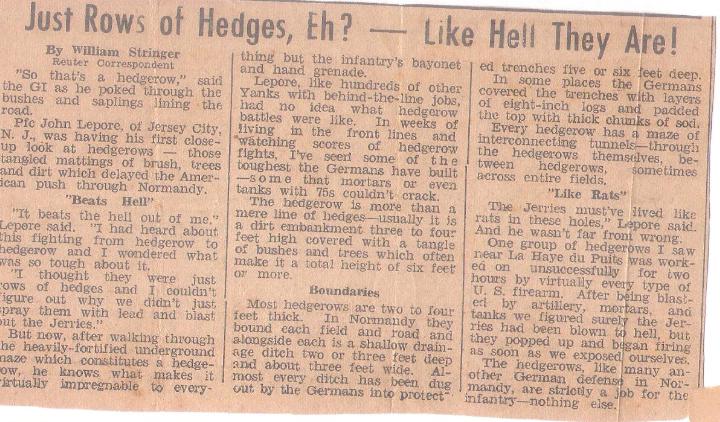 Just Rows of Hedges, Eh? — Like Hell They Are!
By William Stringer
Reuter Correspondent
"So that's a hedgerow," said
the GI as he poked through the
bushes and saplings lining the
road.
Pfc John Lepore, of Jersey City,
N. J., was having his first close-
up look at hedgerows — those
tangled mattings of brush, trees
and dirt which delayed the Amer-
ican push through Normandy.
"Beats Hell"
"It beats the hell out of me,"
Lepore said. "I had heard about
this fighting from hedgerow to
hedgerow and I wondered what
was so tough about it.
"I thought they were just
rows of hedges and I couldn't
figure out why we didn't just
spray them with lead and blast
out the Jerries."
But now, after walking through
the heavily-fortified underground
maze which constitutes a hedge-
row, he knows what makes it
virtually impregnable to every-
thing but the infantry's bayonet
and hand grenade.
Lepore, like hundreds of other
Yanks with behind-the-line jobs,
had no idea what hedgerow
battles were like. In weeks of
living in the front lines and
watching scores of hedgerow
fights, I've seen some of the
toughest the Germans have built
—some that mortars or even
tanks with 75s couldn't crack.
The hedgerow is more than a
mere line of hedges—usually it is
a dirt embankment three to four
feet high covered with a tangle
of bushes and trees which often
make it a total height of six feet
or more.
Boundaries
Most hedgerows are two to four
feet thick. In Normandy they
bound each field and road and
alongside each is a shallow drain-
age ditch two or three feet deep
and about three feet wide. Al-
most every ditch has been dug
out by the Germans into protect-
ed trenches five or six feet deep.
In some places the Germans
covered the trenches with layers
of eight-inch logs and padded
the top with thick chunks of sod.
Every hedgerow has a maze of
interconnecting tunnels—through
the hedgerows themselves, be-
tween hedgerows, sometimes
across entire fields.
"Like Rats"
"The Jerries must've lived like
rats in these holes," Lepore said.
And he wasn't far from wrong.
One group of hedgerows I saw
near La Haye du Puits was work-
ed on unsuccessfully for two
hours by virtually every type of
U. S. firearm. After being blast-
ed by artillery, mortars, and
tanks we figured surely the Jer-
ries had been blown to hell, but
they popped up and began firing
as soon as we exposed ourselves.
The hedgerows, like many an-
other German defense in Nor-
mandy, are strictly a job for the
infantry—nothing else.